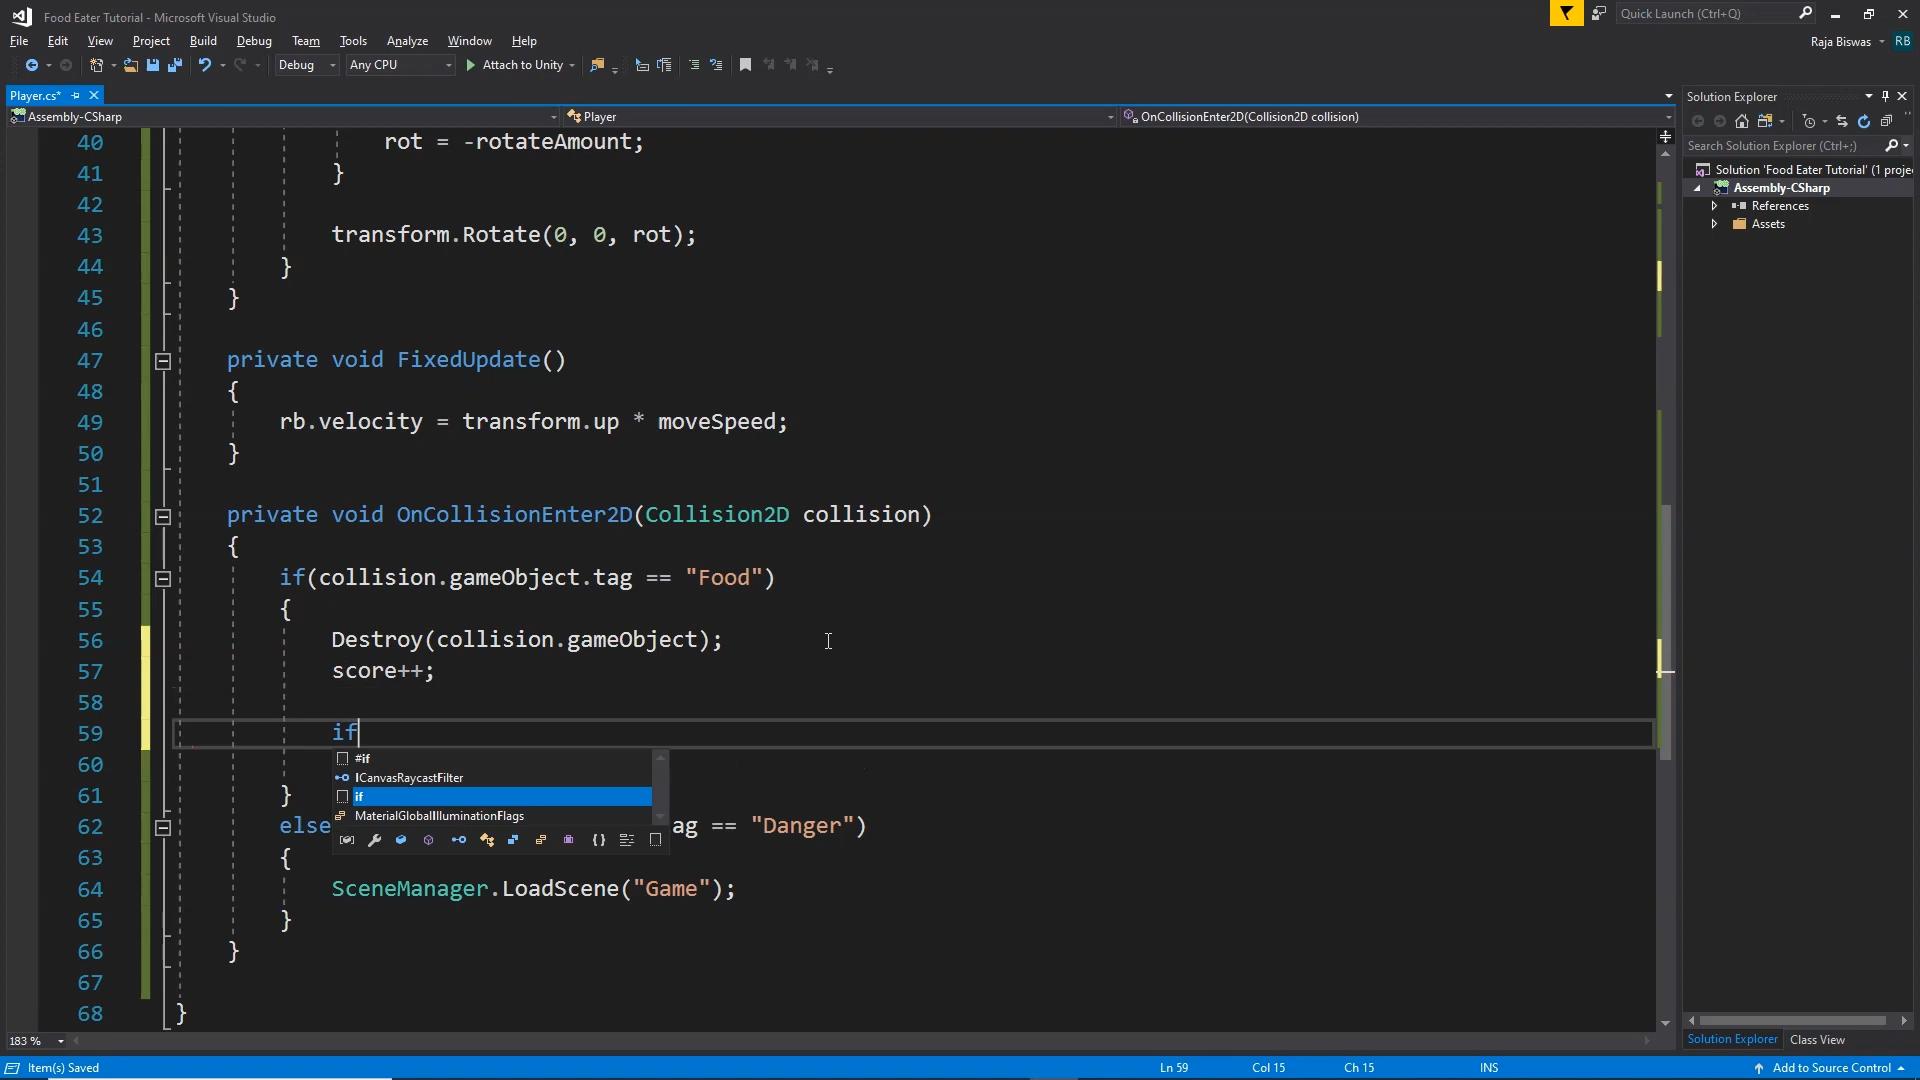 Food Eater Tutorial - Microsoft Visual Studio
Quick Launch (Ctrl+Q)
File Edit View Project Build Debug Team Tools Analyze Window Help
Raja Biswas RB
Debug Any CPU Attach to Unity
Player.cs*
Assembly-CSharp Player OnCollisionEnter2D(Collision2D collision)
40 rot = -rotateAmount;
41 }
42
43 transform.Rotate(0, 0, rot);
44 }
45 }
46
47 private void FixedUpdate()
48 {
49 rb.velocity = transform.up * moveSpeed;
50 }
51
52 private void OnCollisionEnter2D(Collision2D collision)
53 {
54 if(collision.gameObject.tag == "Food")
55 {
56 Destroy(collision.gameObject);
57 score++;
58
59 if
#if
60
ICanvasRaycastFilter
61 }
if
MaterialGlobalIlluminationFlags
62 else ag == "Danger")
{}
63 {
64 SceneManager.LoadScene("Game");
65 }
66 }
67
68 }
183 %
Solution Explorer
Search Solution Explorer (Ctrl+;)
Solution 'Food Eater Tutorial' (1 proje
Assembly-CSharp
References
Assets
Solution Explorer Class View
Item(s) Saved Ln 59 Col 15 Ch 15 INS Add to Source Control